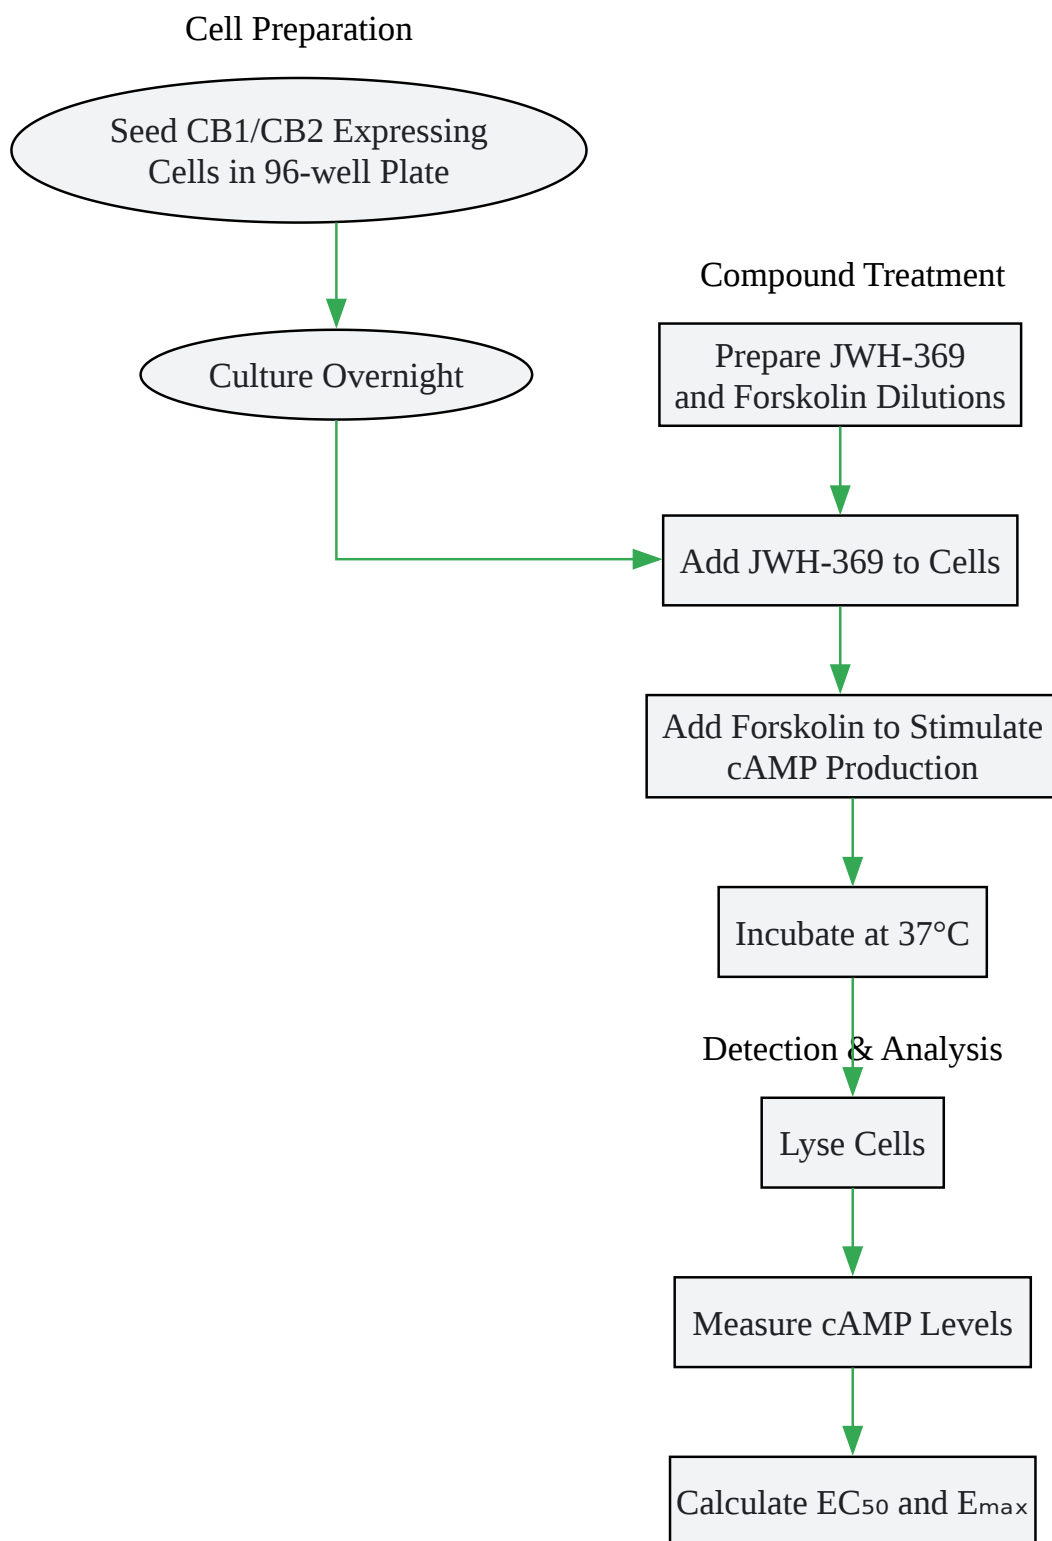 Cell Preparation
Seed CB1/CB2 Expressing
Cells in 96-well Plate
Culture Overnight
Compound Treatment
Prepare JWH-369
and Forskolin Dilutions
Add JWH-369 to Cells
Add Forskolin to Stimulate
cAMP Production
Incubate at 37°C
Detection & Analysis
Lyse Cells
Measure cAMP Levels
Calculate EC₅₀ and Eₘₐₓ